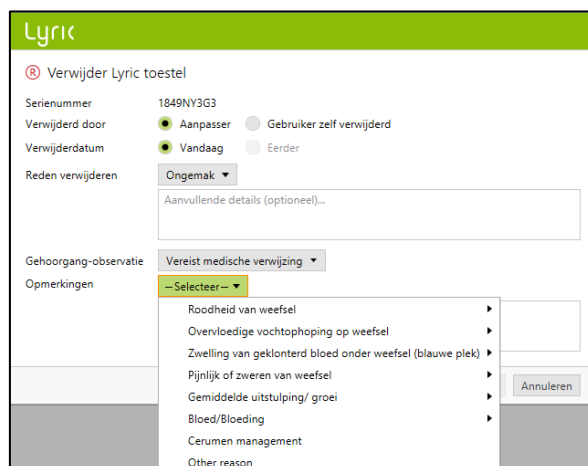 Lyric
R Verwijder Lyric toestel
Serienummer 1849NY3G3
Verwijderd door Aanpasser Gebruiker zelf verwijderd
Verwijderdatum Vandaag Eerder
Reden verwijderen Ongemak
Aanvullende details (optioneel)...
Gehoorgang-observatie Vereist medische verwijzing
Opmerkingen —Selecteer—
Roodheid van weefsel
Overvloedige vochtophoping op weefsel
Zwelling van geklonterd bloed onder weefsel (blauwe plek)
Pijnlijk of zweren van weefsel
Gemiddelde uitstulping/ groei
Annuleren
Bloed/Bloeding
Cerumen management
Other reason